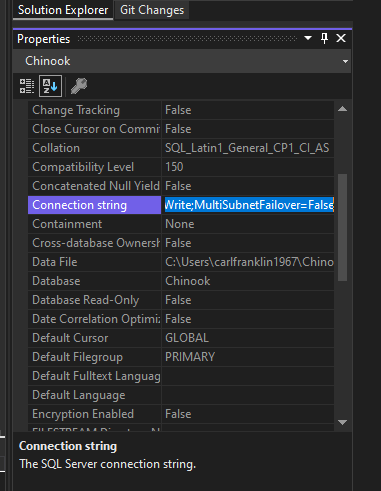 Solution Explorer Git Changes
Properties
Chinook
Change Tracking False
Close Cursor on Commit False
Collation SQL_Latin1_General_CP1_CI_AS
Compatibility Level 150
Concatenated Null Yield False
Connection string Write;MultiSubnetFailover=False
Containment None
Cross-database Ownersh False
Data File C:\Users\carlfranklin1967\Chino
Database Chinook
Database Read-Only False
Date Correlation Optimiz False
Default Cursor GLOBAL
Default Filegroup PRIMARY
Default Fulltext Languag
Default Language
Encryption Enabled False
Connection string
The SQL Server connection string.